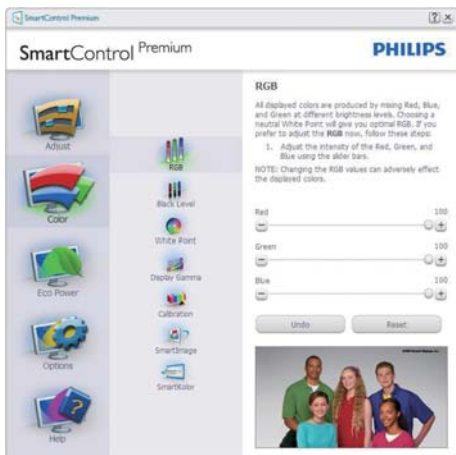 SmartControl Premium
SmartControl Premium
PHILIPS
Adjust
Color
Eco Power
Options
Help
RGB
Black Level
White Point
Display Gamma
Calibration
SmartImage
SmartKolor
RGB
All displayed colors are produced by mixing Red, Blue,
and Green at different brightness levels. Choosing a
neutral White Point will give you optimal RGB. If you
prefer to adjust the RGB now, follow these steps:
1. Adjust the intensity of the Red, Green, and
Blue using the slider bars.
NOTE: Changing the RGB values can adversely effect
the displayed colors.
Red 100
Green 100
Blue 100
Undo Reset